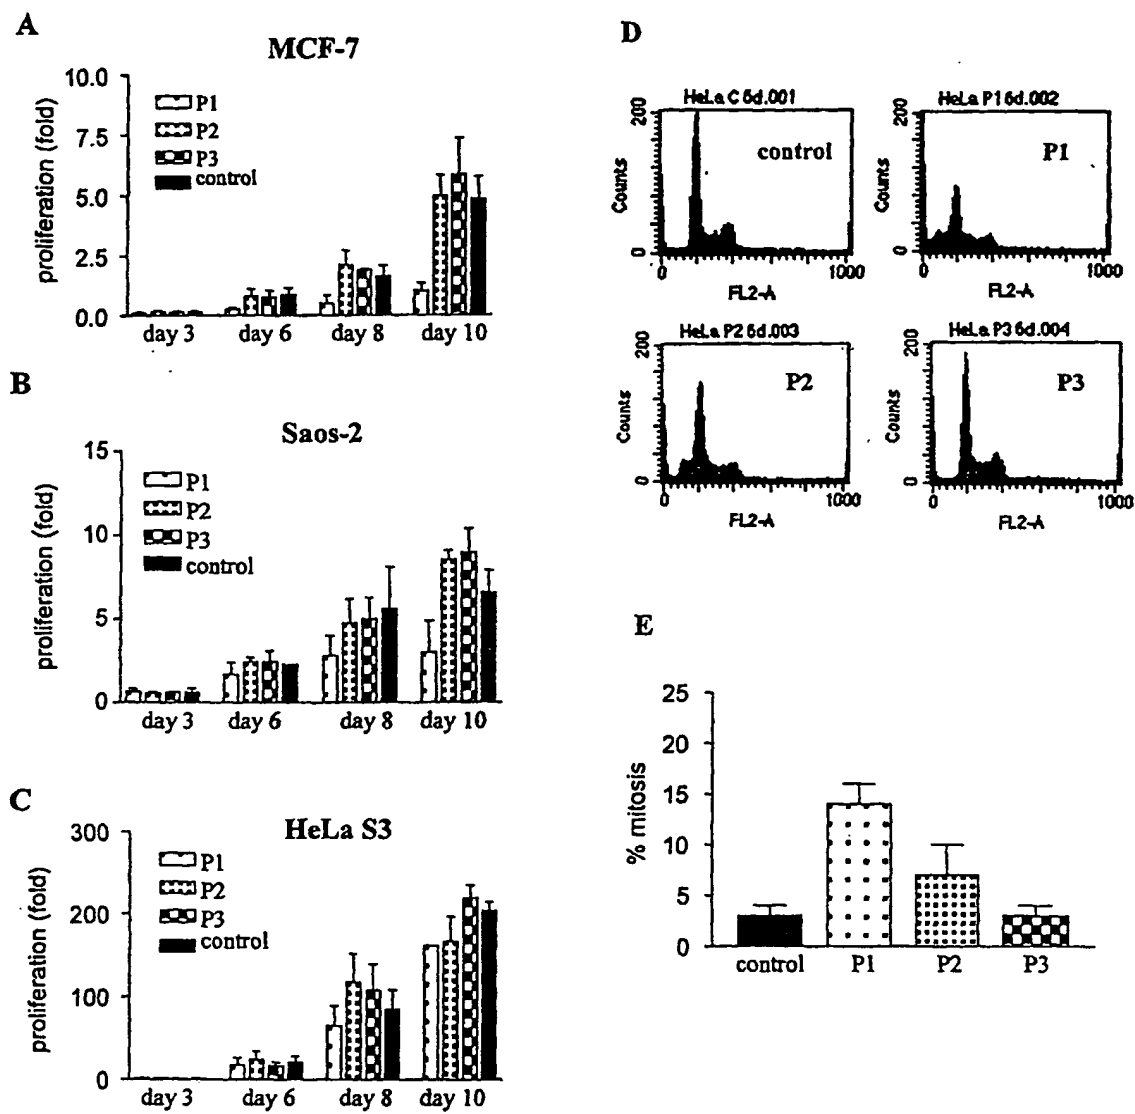 A
MCF-7
proliferation (fold)
10.0
7.5
5.0
2.5
0.0
P1
P2
P3
control
day 3
day 6
day 8
day 10
B
Saos-2
proliferation (fold)
15
10
5
0
P1
P2
P3
control
day 3
day 6
day 8
day 10
C
HeLa S3
proliferation (fold)
300
200
100
0
P1
P2
P3
control
day 3
day 6
day 8
day 10
D
HeLa C 6d.001
200
Counts
0
control
0
1000
FL2-A
HeLa P1 6d.002
200
Counts
0
P1
0
1000
FL2-A
HeLa P2 6d.003
200
Counts
0
P2
0
1000
FL2-A
HeLa P3 6d.004
200
Counts
0
P3
0
1000
FL2-A
E
% mitosis
25
20
15
10
5
0
control
P1
P2
P3